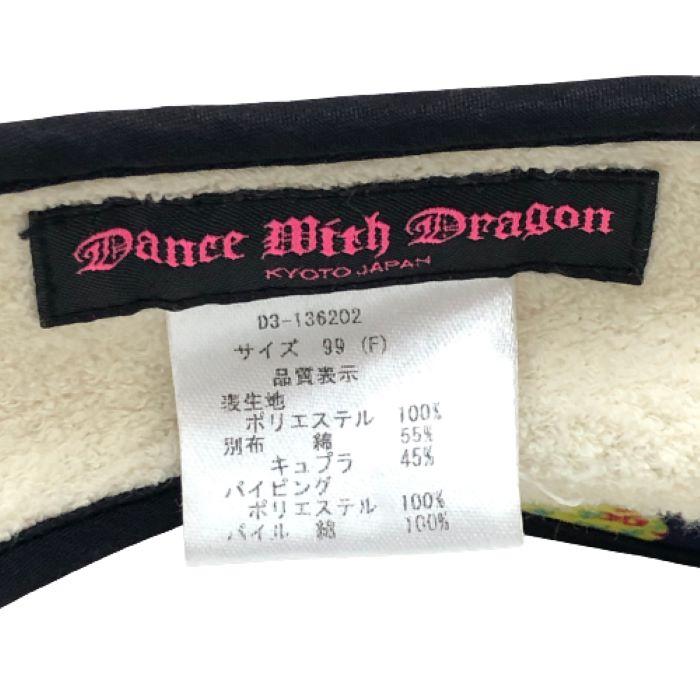 Dance With Dragon
KYOTO JAPAN
D3-136202
サイズ 99 (F)
品質表示
表生地
ポリエステル 100%
別布 綿 55%
キュプラ 45%
パイピング
ポリエステル 100%
パイル 綿 100%